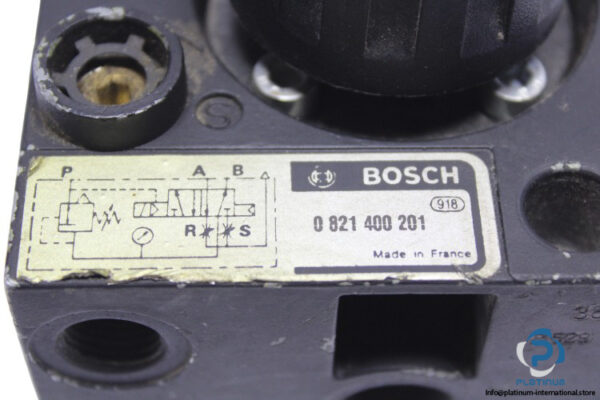 S
P A B
BOSCH
918
0 821 400 201
R S
Made in France
PLATINUM
info@platinum-international.store